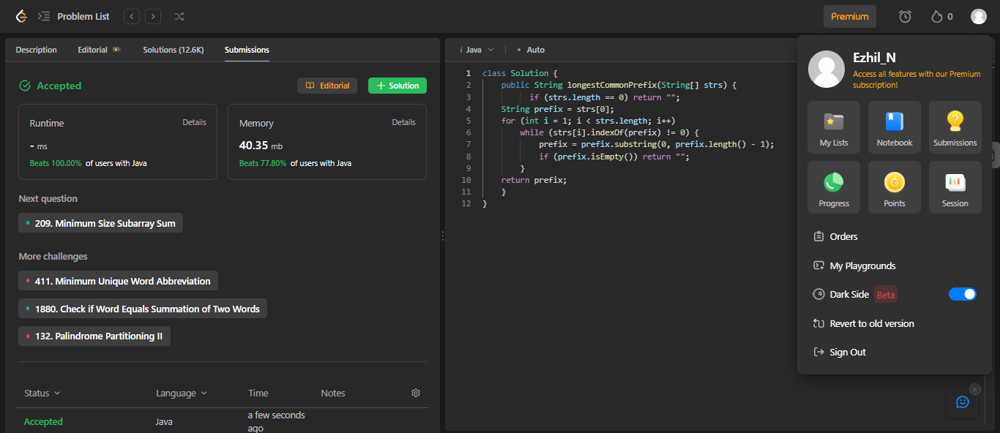 Problem List
Premium
0
Description
Editorial
Solutions (12.6K)
Submissions
Accepted
Editorial
Solution
Runtime
Details
- ms
Beats 100.00% of users with Java
Memory
Details
40.35 mb
Beats 77.80% of users with Java
Next question
209. Minimum Size Subarray Sum
More challenges
411. Minimum Unique Word Abbreviation
1880. Check if Word Equals Summation of Two Words
132. Palindrome Partitioning II
Status
Language
Time
Notes
Accepted
Java
a few seconds
ago
i Java
• Auto
1 class Solution {
2 public String longestCommonPrefix(String[] strs) {
3 if (strs.length == 0) return "";
4 String prefix = strs[0];
5 for (int i = 1; i < strs.length; i++)
6 while (strs[i].indexOf(prefix) != 0) {
7 prefix = prefix.substring(0, prefix.length() - 1);
8 if (prefix.isEmpty()) return "";
9 }
10 return prefix;
11 }
12 }
Ezhil_N
Access all features with our Premium
subscription!
My Lists
Notebook
Submissions
Progress
Points
Session
Orders
My Playgrounds
Dark Side Beta
Revert to old version
Sign Out